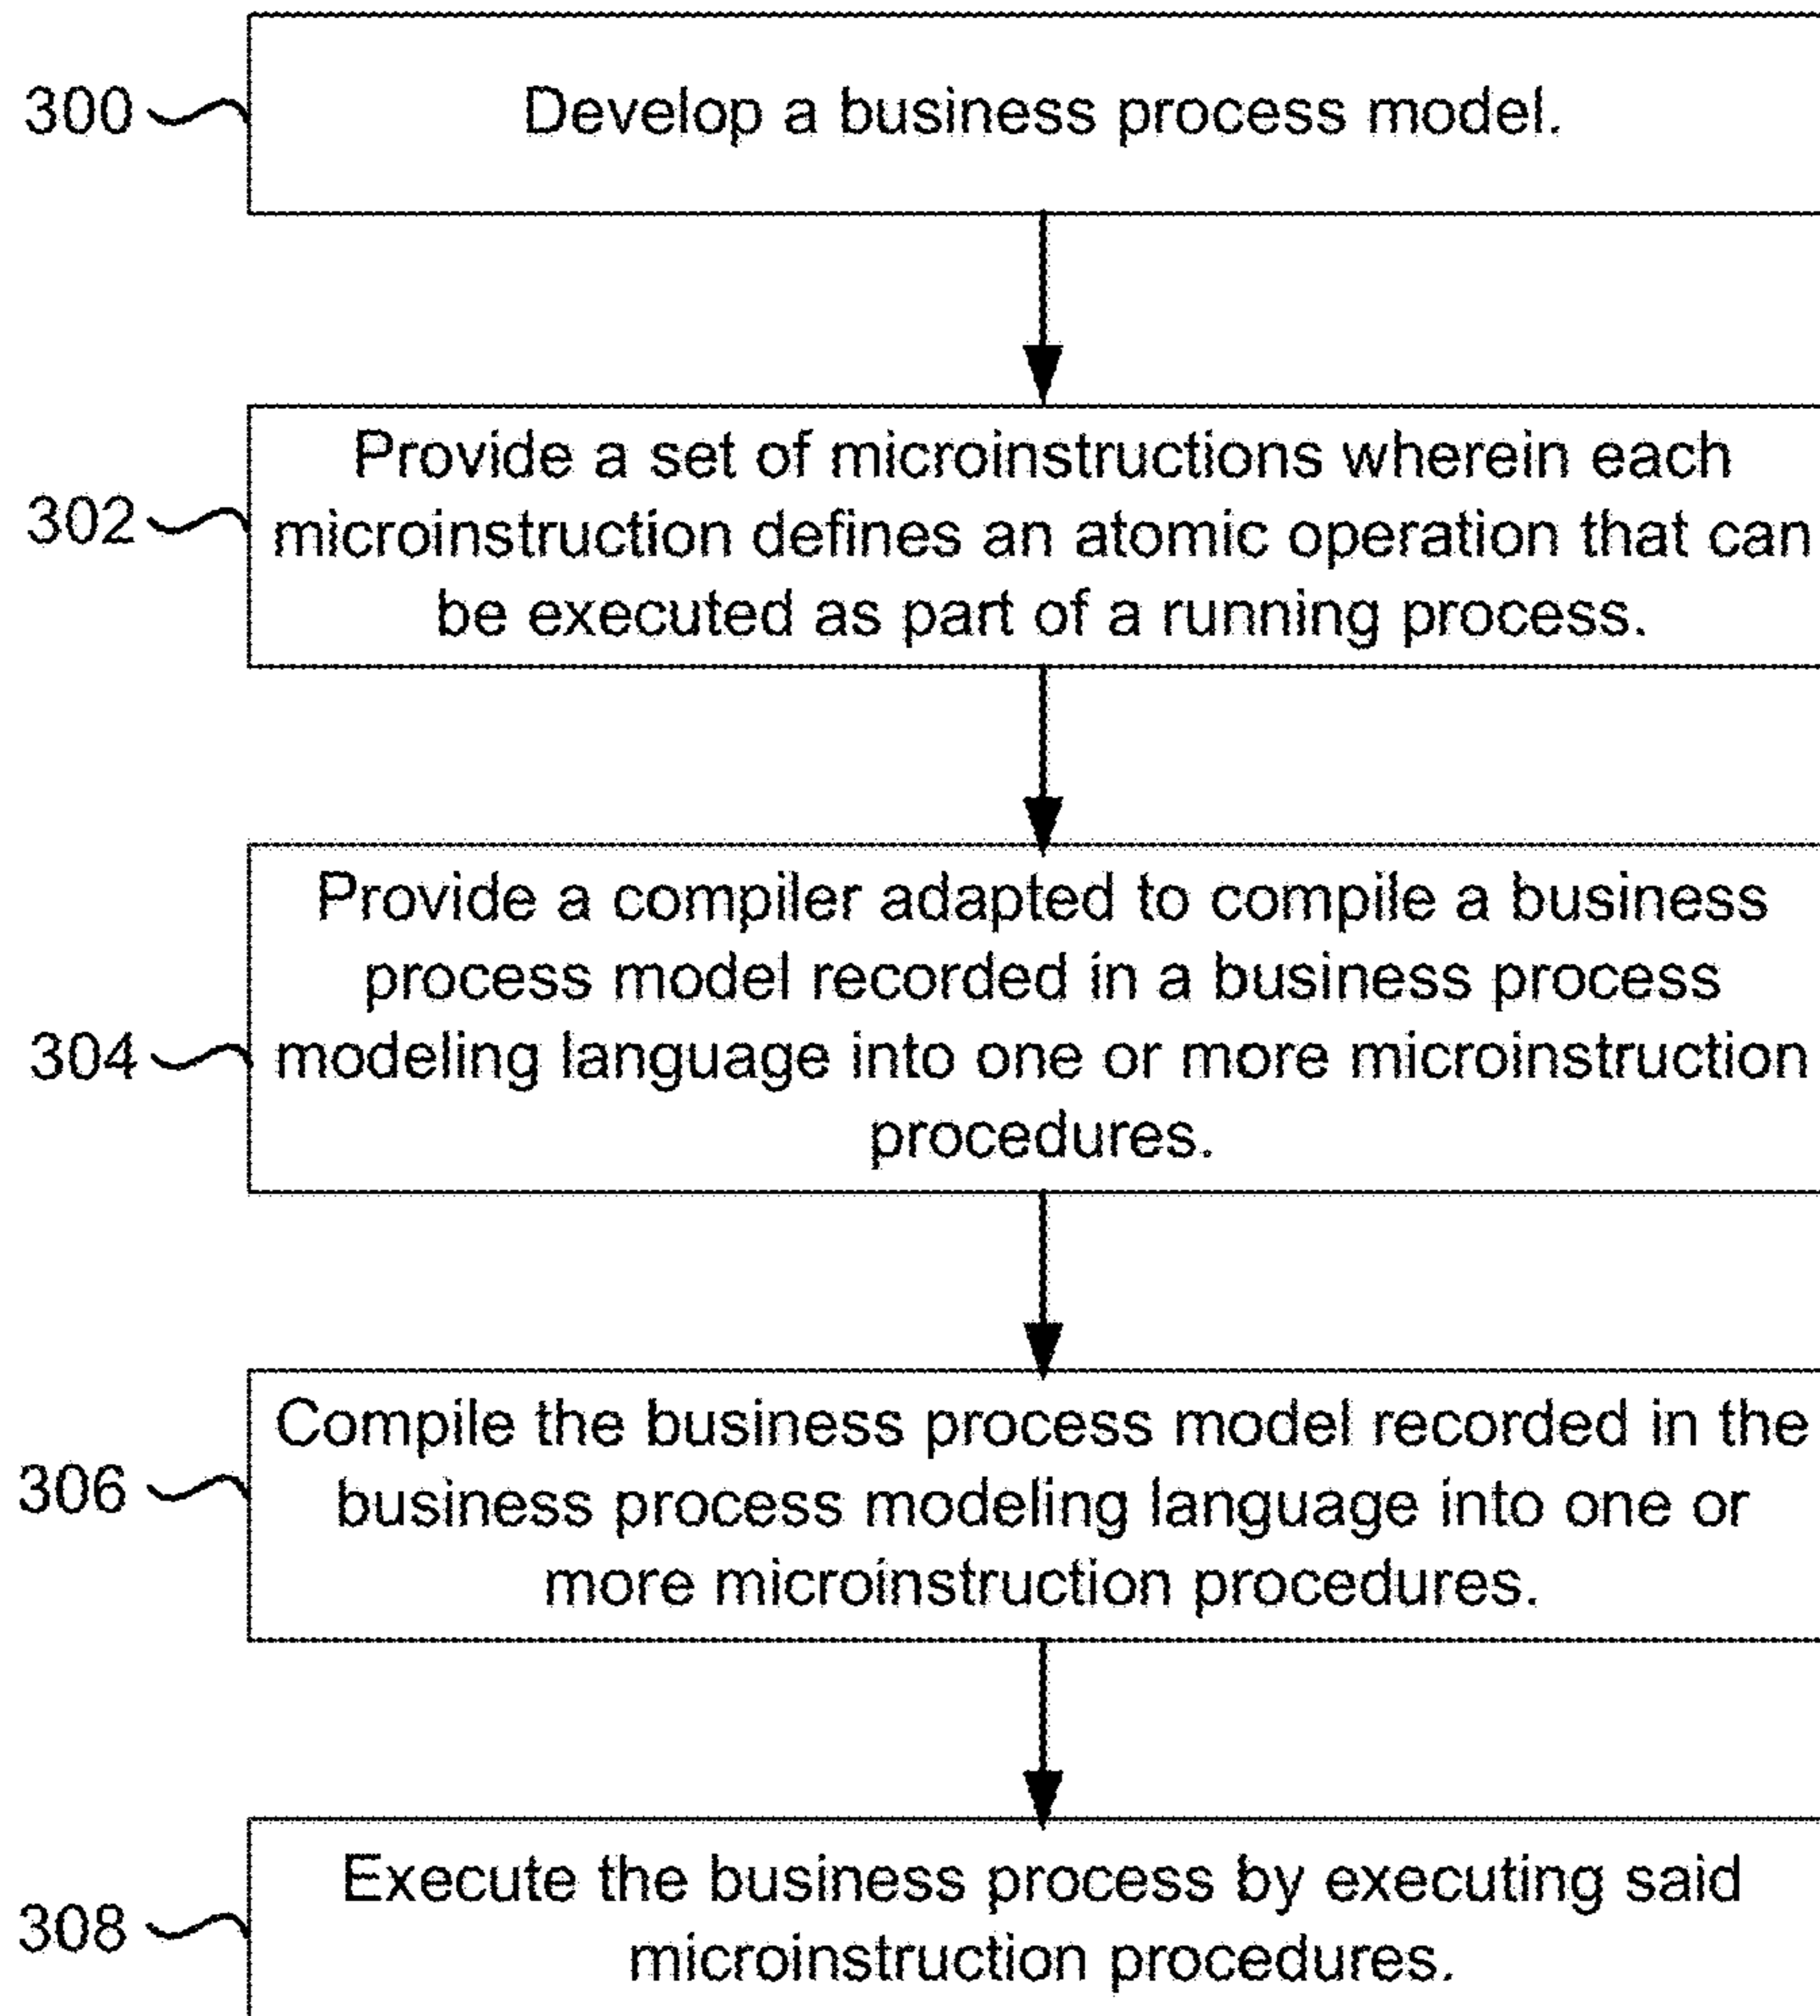 300
Develop a business process model.
302
Provide a set of microinstructions wherein each
microinstruction defines an atomic operation that can
be executed as part of a running process.
304
Provide a compiler adapted to compile a business
process model recorded in a business process
modeling language into one or more microinstruction
procedures.
306
Compile the business process model recorded in the
business process modeling language into one or
more microinstruction procedures.
308
Execute the business process by executing said
microinstruction procedures.